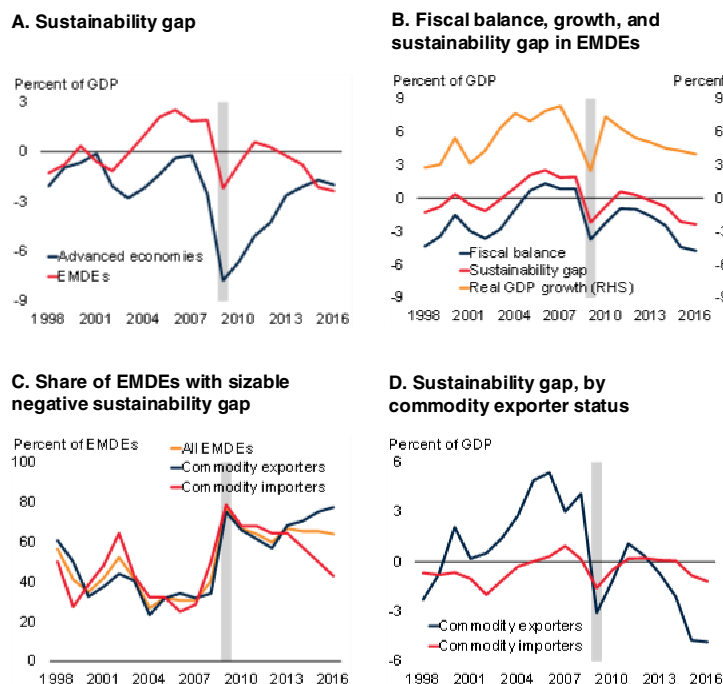 A. Sustainability gap
Percent of GDP
3
0
-3
-6
-9
Advanced economies
EMDEs
1998 2001 2004 2007 2010 2013 2016
B. Fiscal balance, growth, and
sustainability gap in EMDEs
Percent of GDP
9
6
3
0
-3
-6
-9
Percent
9
6
3
0
-3
-6
-9
Fiscal balance
Sustainability gap
Real GDP growth (RHS)
1998 2001 2004 2007 2010 2013 2016
C. Share of EMDEs with sizable
negative sustainability gap
Percent of EMDEs
100
80
60
40
20
0
All EMDEs
Commodity exporters
Commodity importers
1998 2001 2004 2007 2010 2013 2016
D. Sustainability gap, by
commodity exporter status
Percent of GDP
6
3
0
-3
-6
Commodity exporters
Commodity importers
1998 2001 2004 2007 2010 2013 2016